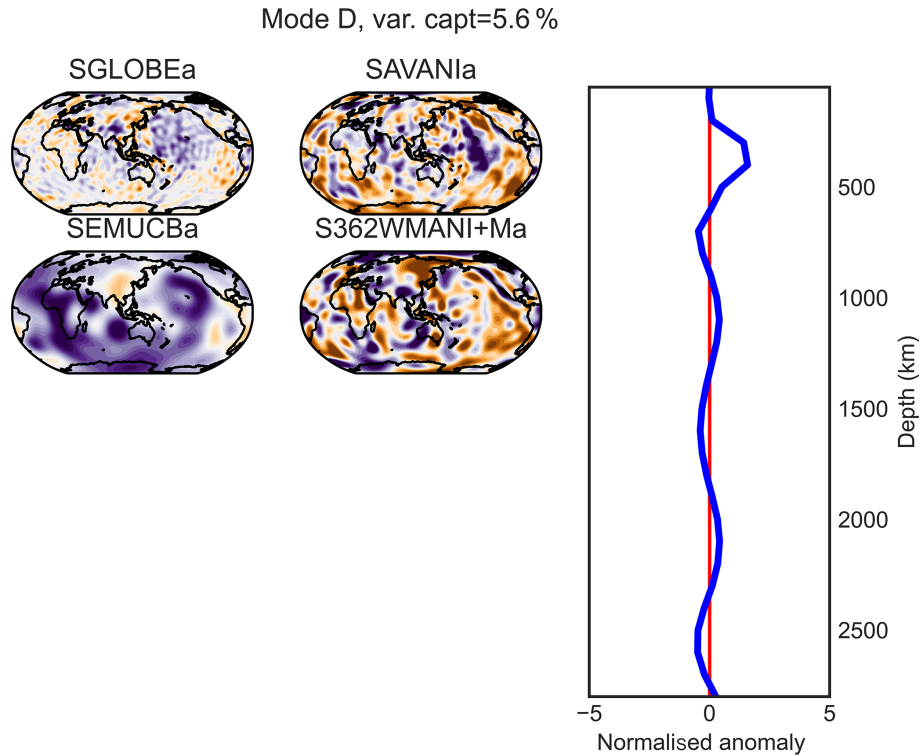 Mode D, var. capt=5.6 %
SGLOBEa
SAVANIa
SEMUCBa
S362WMANI+Ma
500
1000
1500
2000
2500
Depth (km)
−5
0
5
Normalised anomaly